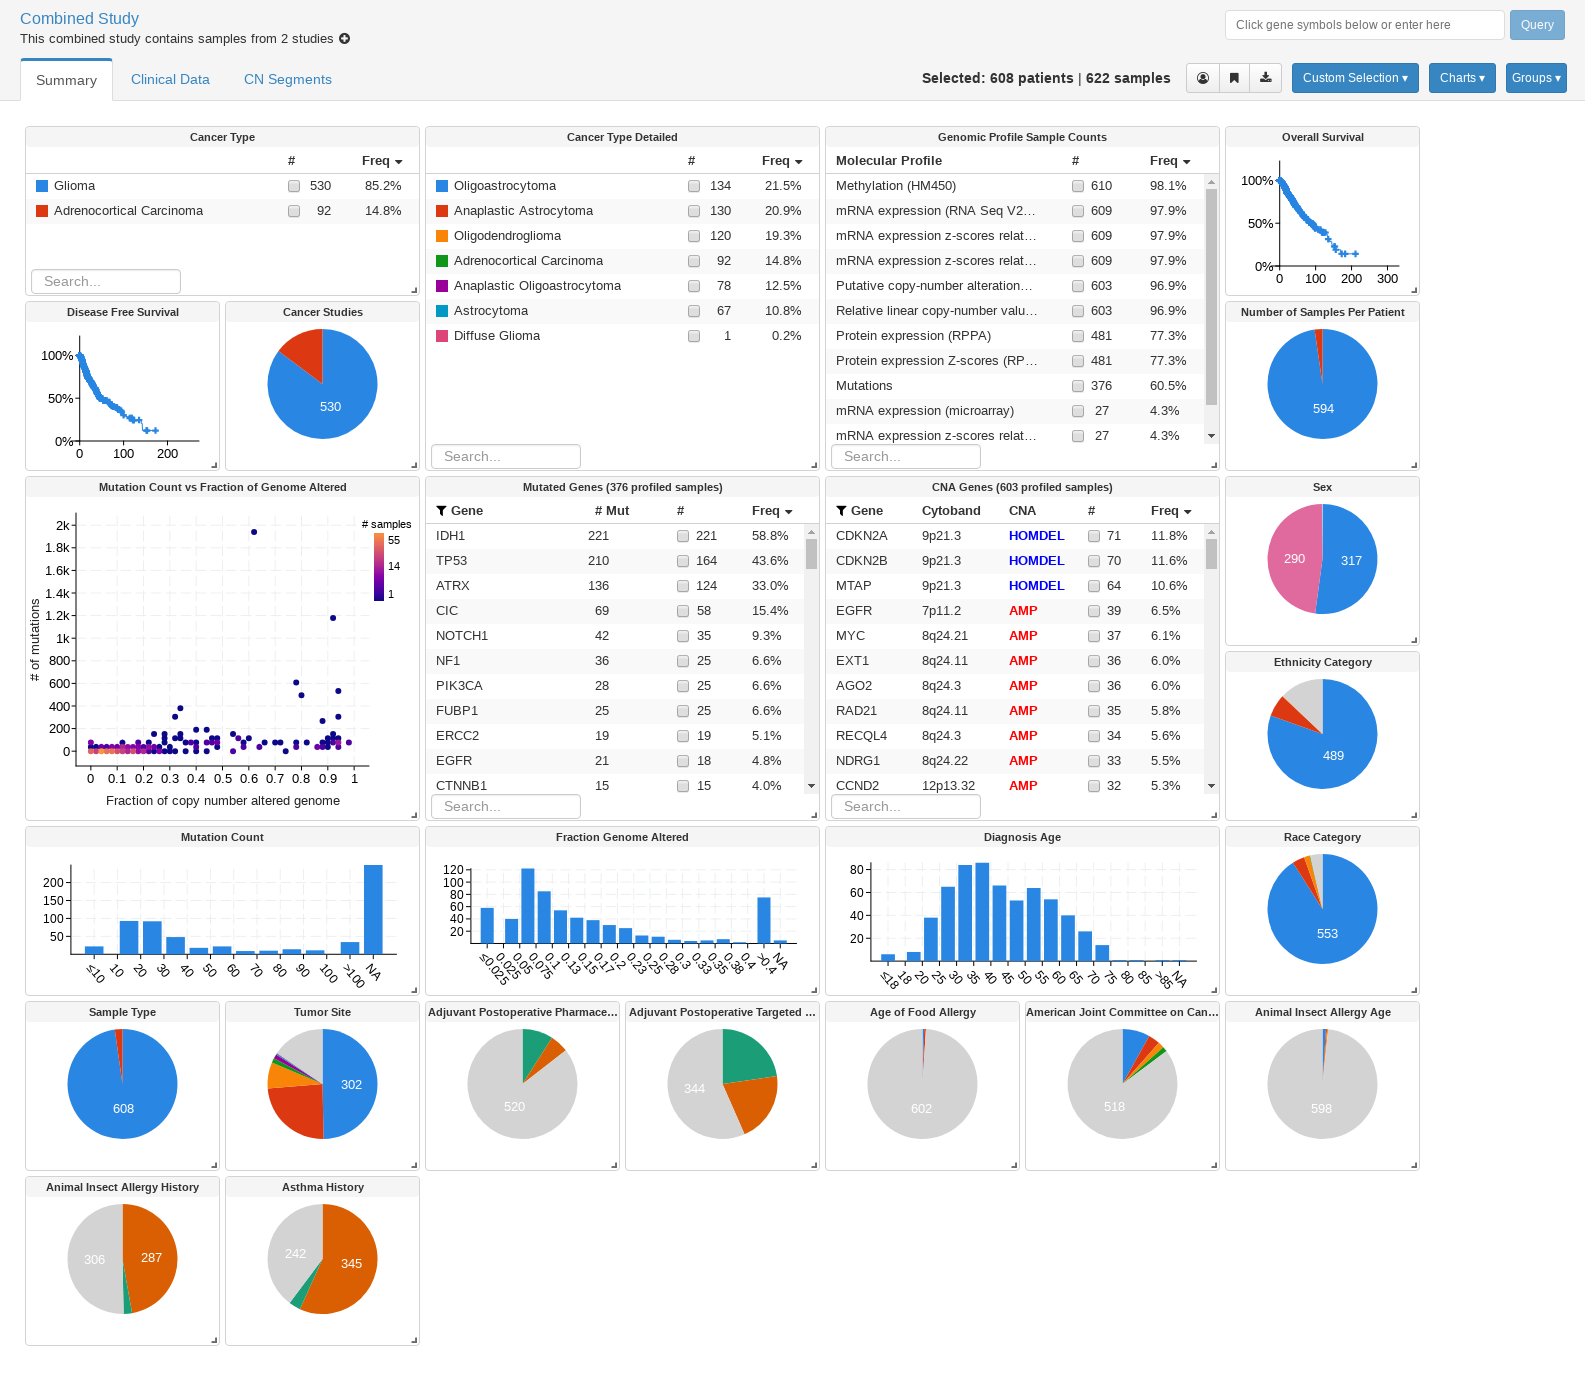 Combined Study
This combined study contains samples from 2 studies
Click gene symbols below or enter here
Query
Summary
Clinical Data
CN Segments
Selected: 608 patients | 622 samples
Custom Selection ▾
Charts ▾
Groups ▾
Cancer Type
# Freq
Glioma 530 85.2%
Adrenocortical Carcinoma 92 14.8%
Search...
Cancer Type Detailed
# Freq
Oligoastrocytoma 134 21.5%
Anaplastic Astrocytoma 130 20.9%
Oligodendroglioma 120 19.3%
Adrenocortical Carcinoma 92 14.8%
Anaplastic Oligoastrocytoma 78 12.5%
Astrocytoma 67 10.8%
Diffuse Glioma 1 0.2%
Search...
Genomic Profile Sample Counts
Molecular Profile # Freq
Methylation (HM450) 610 98.1%
mRNA expression (RNA Seq V2... 609 97.9%
mRNA expression z-scores relat... 609 97.9%
mRNA expression z-scores relat... 609 97.9%
Putative copy-number alteration... 603 96.9%
Relative linear copy-number valu... 603 96.9%
Protein expression (RPPA) 481 77.3%
Protein expression Z-scores (RP... 481 77.3%
Mutations 376 60.5%
mRNA expression (microarray) 27 4.3%
mRNA expression z-scores relat... 27 4.3%
Search...
Overall Survival
100%
50%
0%
0 100 200 300
Disease Free Survival
100%
50%
0%
0 100 200
Cancer Studies
530
Number of Samples Per Patient
594
Mutation Count vs Fraction of Genome Altered
# samples
55
14
1
# of mutations
2k
1.8k
1.6k
1.4k
1.2k
1k
800
600
400
200
0
0 0.1 0.2 0.3 0.4 0.5 0.6 0.7 0.8 0.9 1
Fraction of copy number altered genome
Mutated Genes (376 profiled samples)
Gene # Mut # Freq
IDH1 221 221 58.8%
TP53 210 164 43.6%
ATRX 136 124 33.0%
CIC 69 58 15.4%
NOTCH1 42 35 9.3%
NF1 36 25 6.6%
PIK3CA 28 25 6.6%
FUBP1 25 25 6.6%
ERCC2 19 19 5.1%
EGFR 21 18 4.8%
CTNNB1 15 15 4.0%
Search...
CNA Genes (603 profiled samples)
Gene Cytoband CNA # Freq
CDKN2A 9p21.3 HOMDEL 71 11.8%
CDKN2B 9p21.3 HOMDEL 70 11.6%
MTAP 9p21.3 HOMDEL 64 10.6%
EGFR 7p11.2 AMP 39 6.5%
MYC 8q24.21 AMP 37 6.1%
EXT1 8q24.11 AMP 36 6.0%
AGO2 8q24.3 AMP 36 6.0%
RAD21 8q24.11 AMP 35 5.8%
RECQL4 8q24.3 AMP 34 5.6%
NDRG1 8q24.22 AMP 33 5.5%
CCND2 12p13.32 AMP 32 5.3%
Search...
Sex
290
317
Ethnicity Category
489
Mutation Count
200
150
100
50
≤10 10 20 30 40 50 60 70 80 90 100 >100 NA
Fraction Genome Altered
120
100
80
60
40
20
≤0.025 0.025 0.05 0.075 0.1 0.13 0.15 0.17 0.2 0.23 0.25 0.28 0.3 0.33 0.35 0.38 0.4 >0.4 NA
Diagnosis Age
80
60
40
20
≤18 18 20 25 30 35 40 45 50 55 60 65 70 75 80 85 >85 NA
Race Category
553
Sample Type
608
Tumor Site
302
Adjuvant Postoperative Pharmace...
520
Adjuvant Postoperative Targeted ...
344
Age of Food Allergy
602
American Joint Committee on Can...
518
Animal Insect Allergy Age
598
Animal Insect Allergy History
306
287
Asthma History
242
345